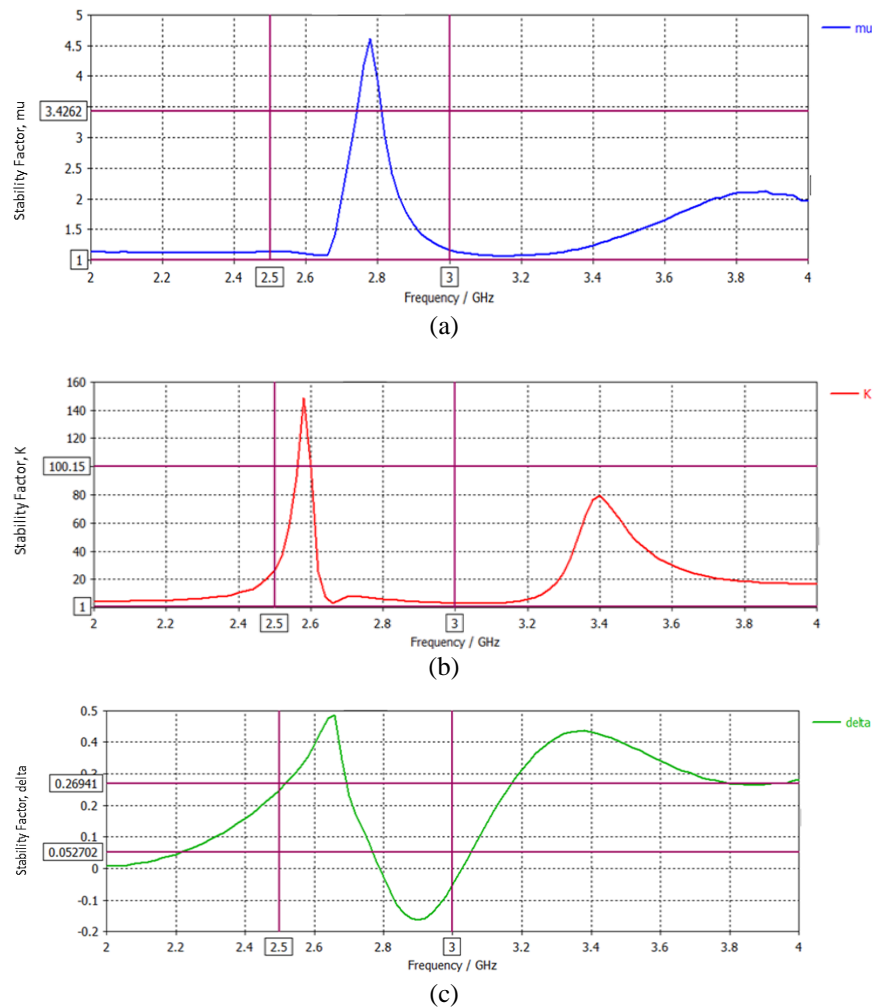 5
4.5
4
3.4262
3
2.5
2
1.5
1
Stability Factor, mu
2 2.2 2.4 2.5 2.6 2.8 3 3.2 3.4 3.6 3.8 4
Frequency / GHz
mu
(a)
160
140
120
100.15
80
60
40
20
1
Stability Factor, K
2 2.2 2.4 2.5 2.6 2.8 3 3.2 3.4 3.6 3.8 4
Frequency / GHz
K
(b)
0.5
0.4
0.26941
0.2
0.1
0.052702
0
-0.1
-0.2
Stability Factor, delta
2 2.2 2.4 2.5 2.6 2.8 3 3.2 3.4 3.6 3.8 4
Frequency / GHz
delta
(c)